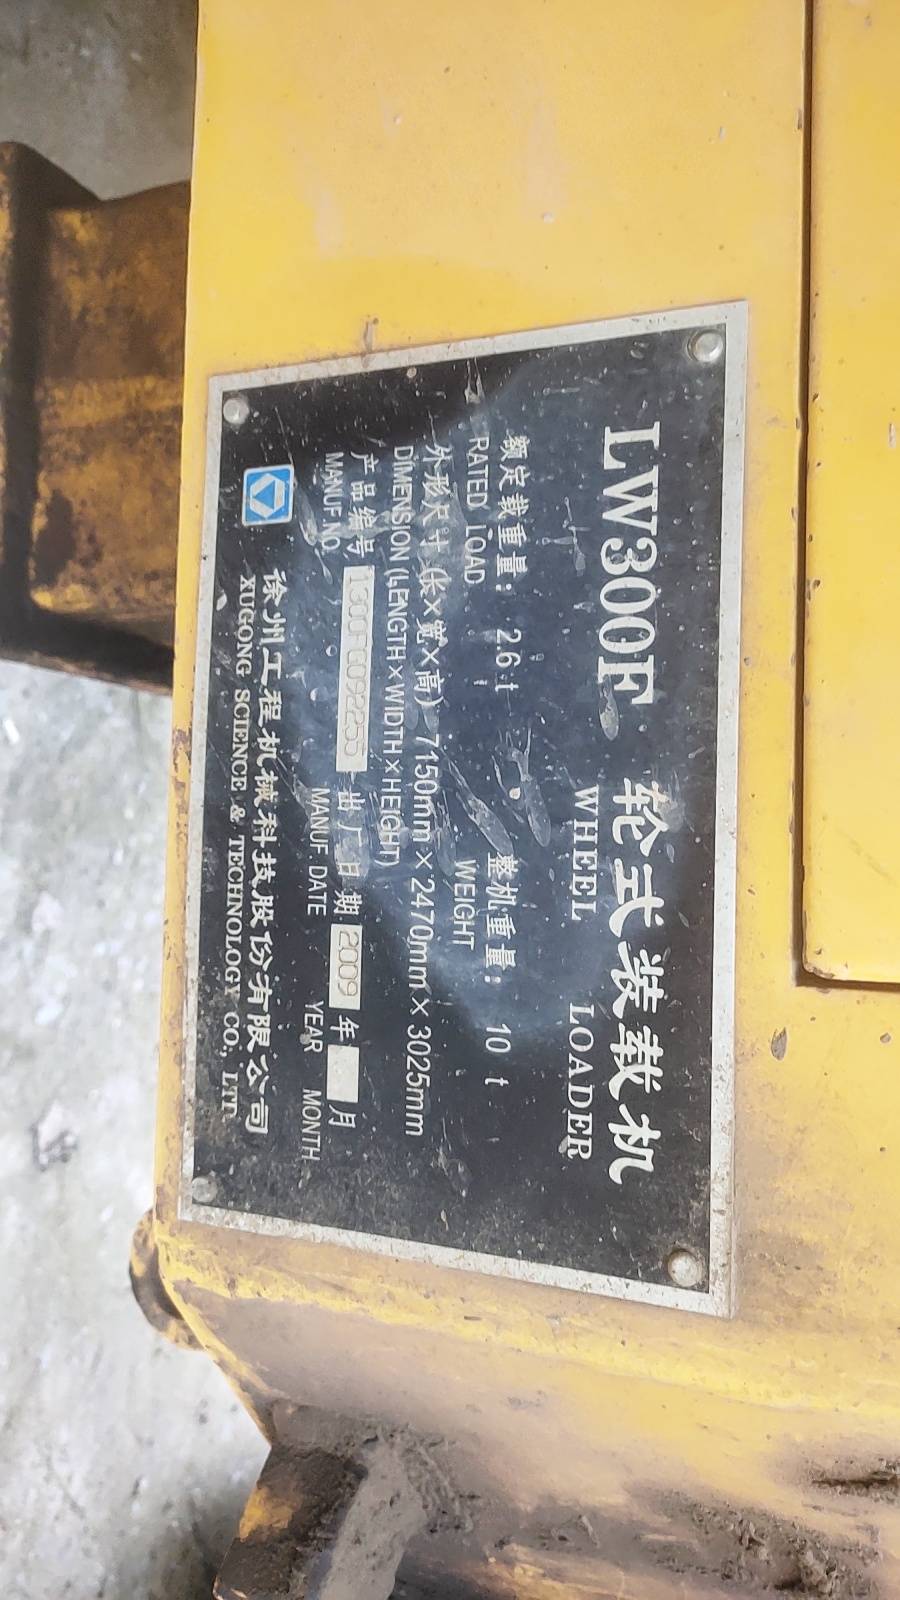 LW300F 轮式装载机
WHEEL LOADER
额定载重量: 2.6 t 整机重量: 10 t
RATED LOAD WEIGHT
外形尺寸 (长×宽×高) 7150mm × 2470mm × 3025mm
DIMENSION (LENGTH×WIDTH×HEIGHT)
产品编号 1300F0092255 出厂日期 2009 年 月
MANUF.NO. MANUF.DATE YEAR MONTH
徐州工程机械科技股份有限公司
XUGONG SCIENCE & TECHNOLOGY CO., LTD.